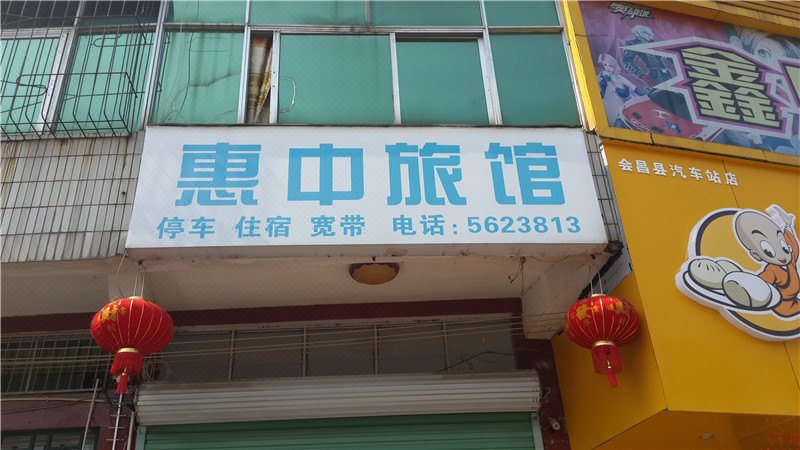 惠中旅馆
停车 住宿 宽带 电话:5623813
鑫
会昌县汽车站店